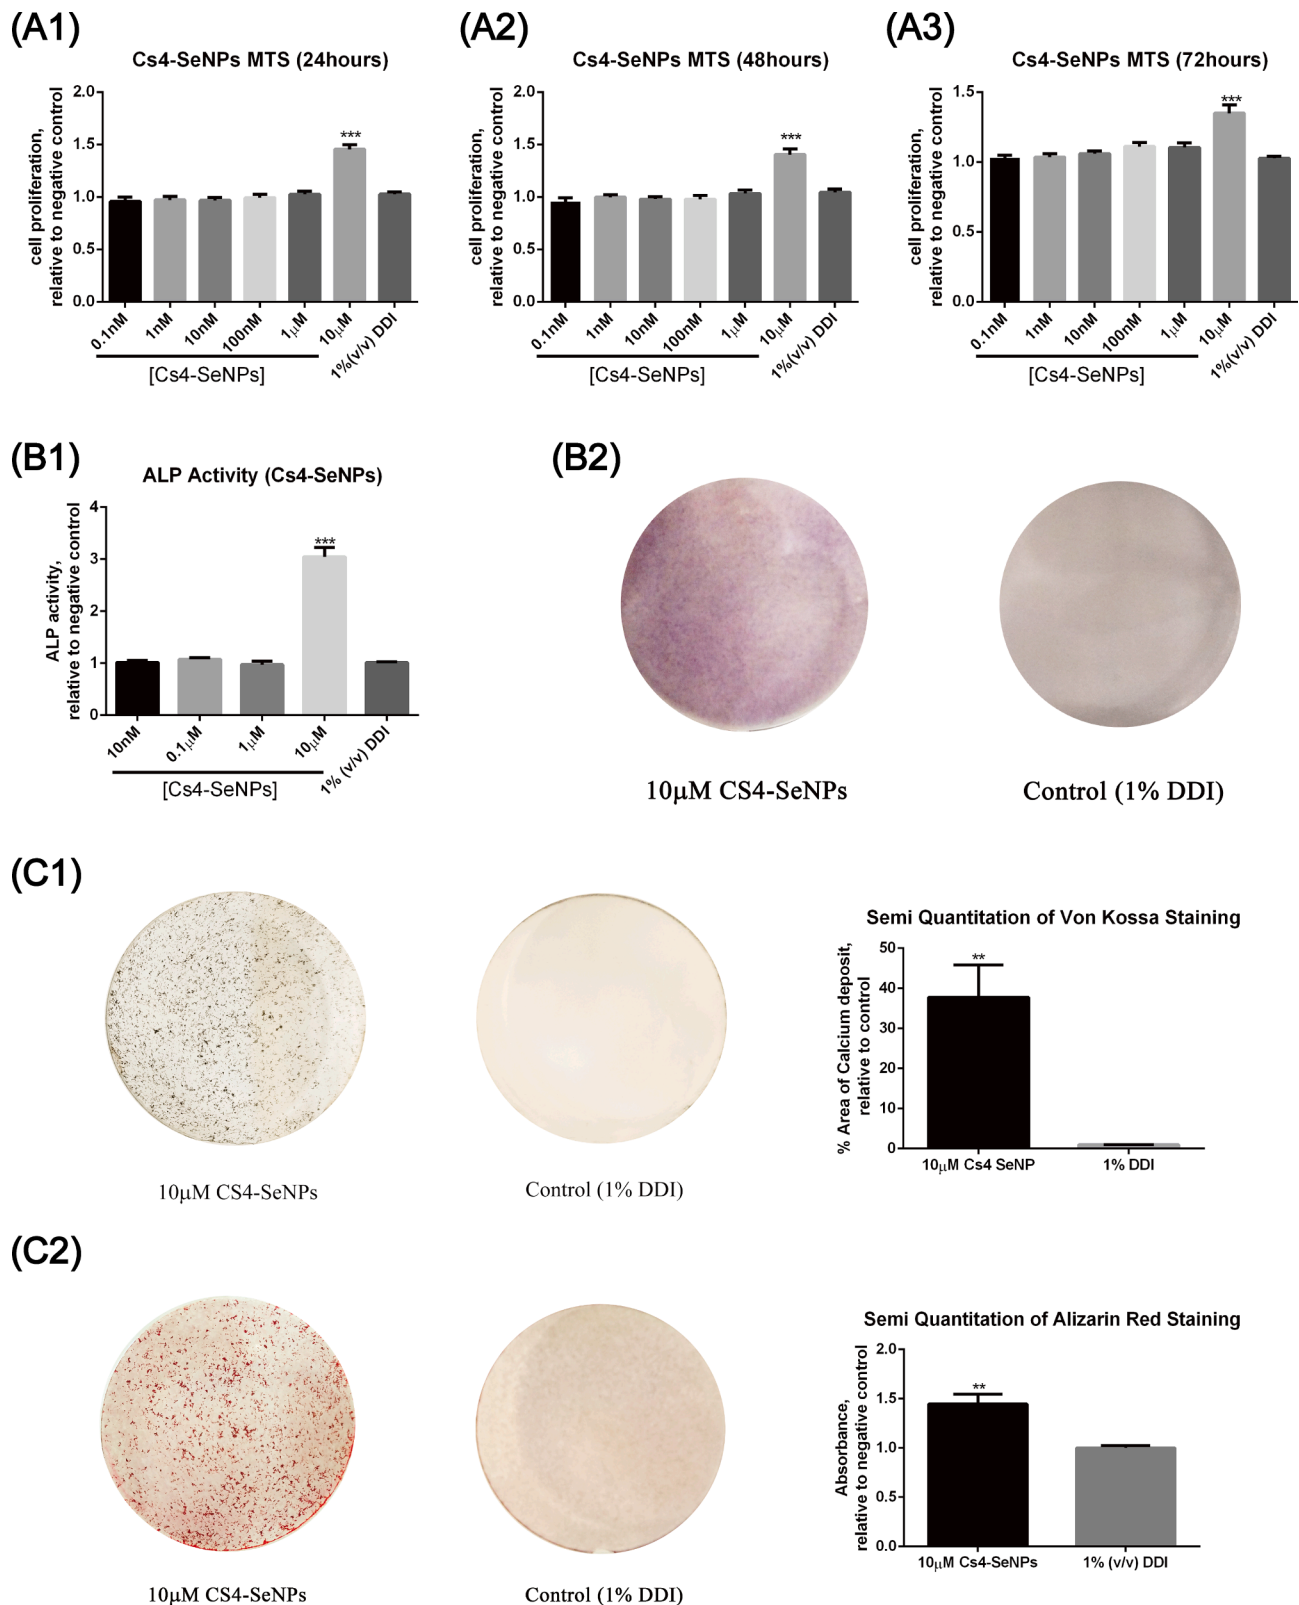 (A1)
Cs4-SeNPs MTS (24hours)
cell proliferation,
relative to negative control
2.0
1.5
1.0
0.5
0.0
***
0.1nM
1nM
10nM
100nM
1μM
10μM
1%(v/v) DDI
[Cs4-SeNPs]
(A2)
Cs4-SeNPs MTS (48hours)
cell proliferation,
relative to negative control
2.0
1.5
1.0
0.5
0.0
***
0.1nM
1nM
10nM
100nM
1μM
10μM
1%(v/v) DDI
[Cs4-SeNPs]
(A3)
Cs4-SeNPs MTS (72hours)
cell proliferation,
relative to negative control
1.5
1.0
0.5
0.0
***
0.1nM
1nM
10nM
100nM
1μM
10μM
1%(v/v) DDI
[Cs4-SeNPs]
(B1)
ALP Activity (Cs4-SeNPs)
ALP activity,
relative to negative control
4
3
2
1
0
***
10nM
0.1μM
1μM
10μM
1% (v/v) DDI
[Cs4-SeNPs]
(B2)
10μM CS4-SeNPs
Control (1% DDI)
(C1)
10μM CS4-SeNPs
Control (1% DDI)
Semi Quantitation of Von Kossa Staining
% Area of Calcium deposit,
relative to control
50
40
30
20
10
0
**
10μM Cs4 SeNP
1% DDI
(C2)
10μM CS4-SeNPs
Control (1% DDI)
Semi Quantitation of Alizarin Red Staining
Absorbance,
relative to negative control
2.0
1.5
1.0
0.5
0.0
**
10μM Cs4-SeNPs
1% (v/v) DDI